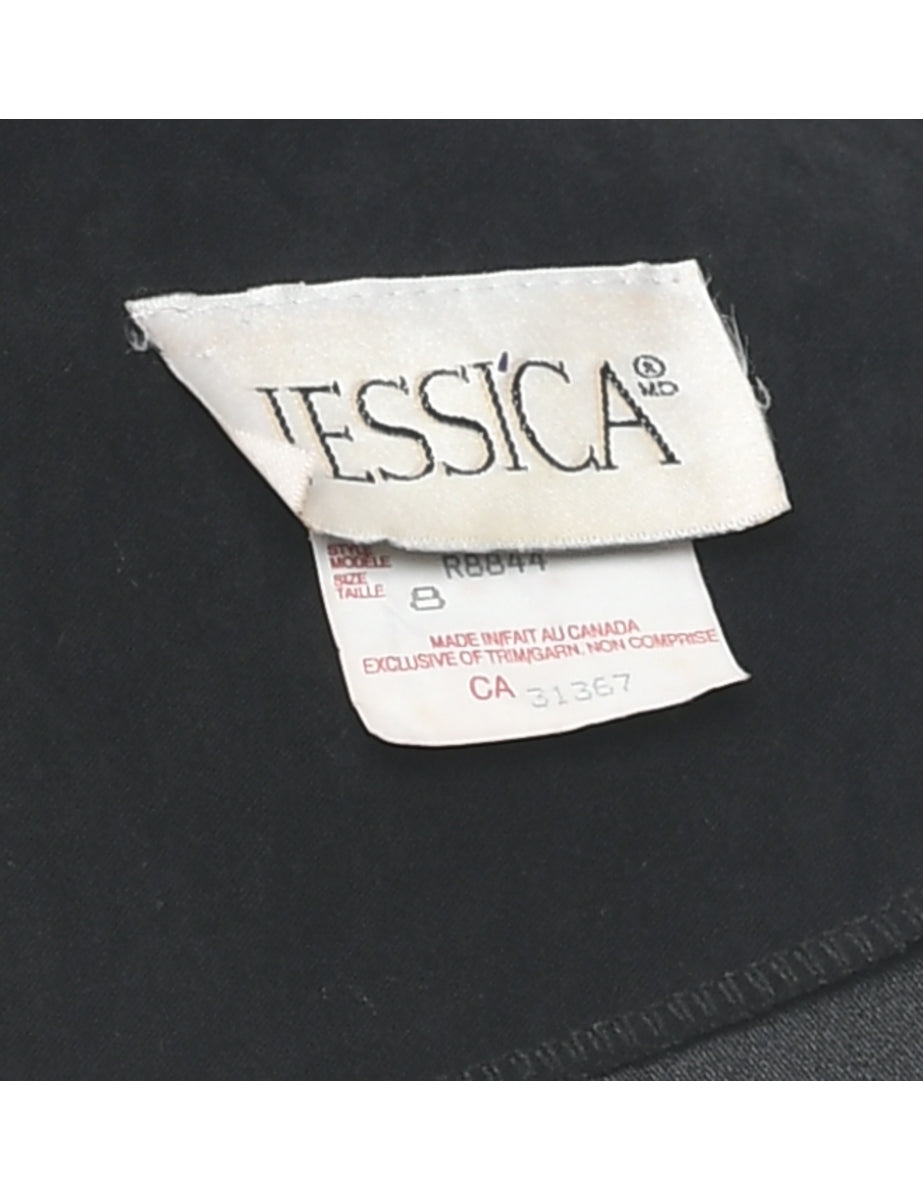 JESSICA ® MD
STYLE
MODÈLE R8844
SIZE
TAILLE 8
MADE IN/FAIT AU CANADA
EXCLUSIVE OF TRIM/GARN. NON COMPRISE
CA 31367